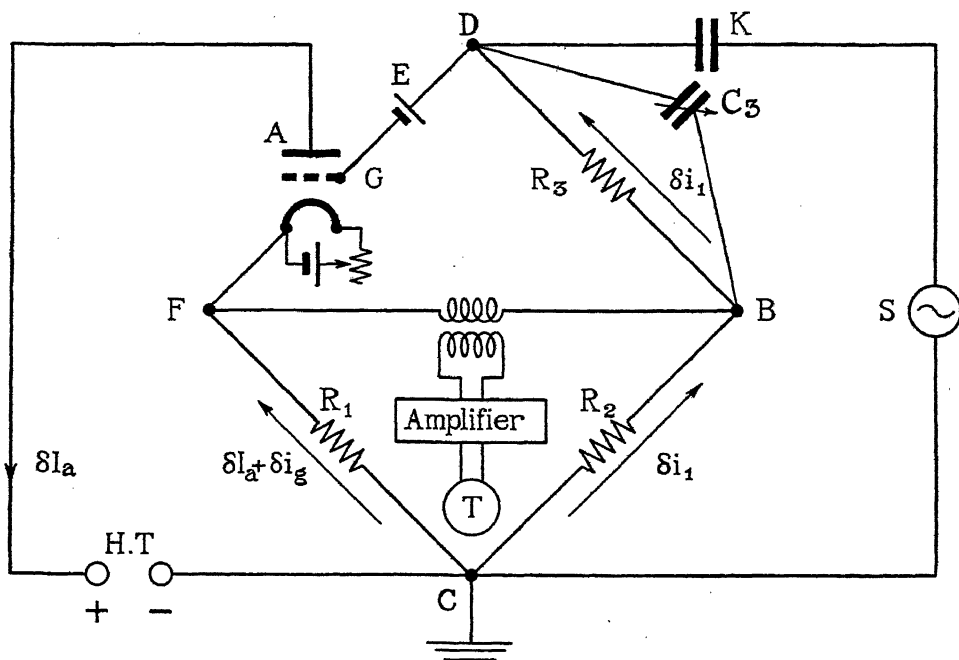 D
K
E
C₃
A
G
R₃
δi₁
F
B
S
R₁
R₂
Amplifier
δIₐ
δIₐ+δi_g
δi₁
T
H.T
+ −
C